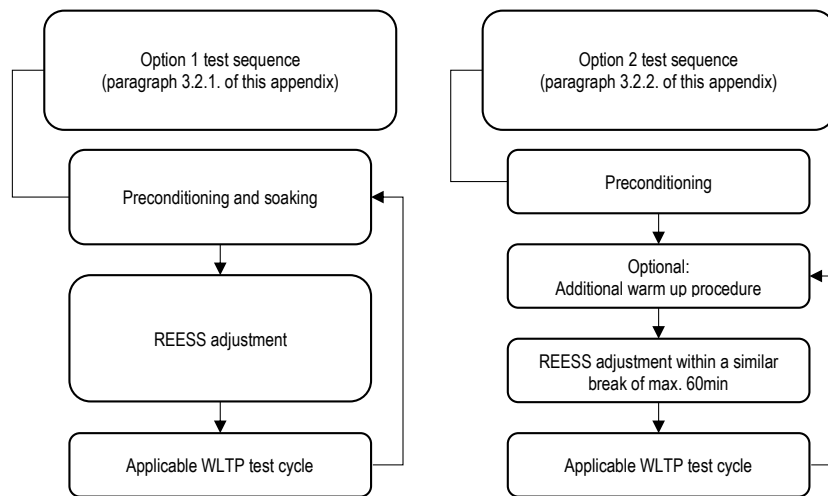 Option 1 test sequence
(paragraph 3.2.1. of this appendix)
Preconditioning and soaking
REESS adjustment
Applicable WLTP test cycle
Option 2 test sequence
(paragraph 3.2.2. of this appendix)
Preconditioning
Optional:
Additional warm up procedure
REESS adjustment within a similar
break of max. 60min
Applicable WLTP test cycle